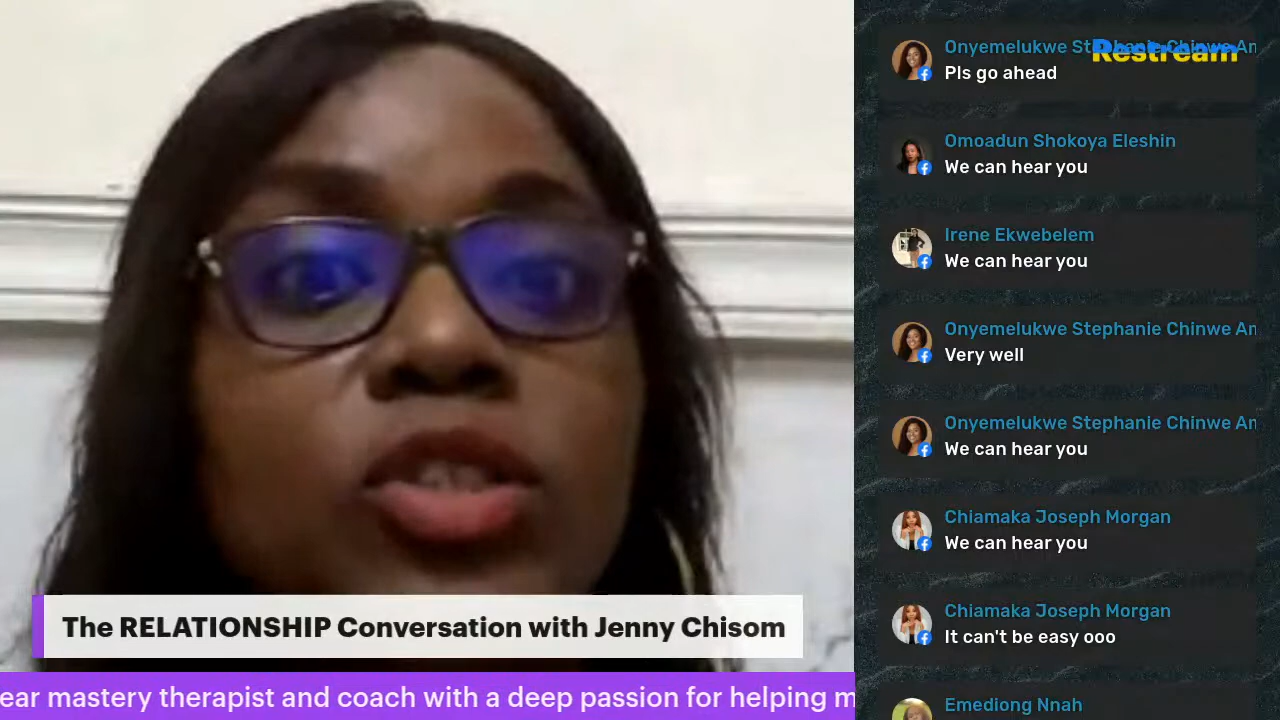 The RELATIONSHIP Conversation with Jenny Chisom
ear mastery therapist and coach with a deep passion for helping m
Restream
Onyemelukwe Stephanie Chinwe An
Pls go ahead
Omoadun Shokoya Eleshin
We can hear you
Irene Ekwebelem
We can hear you
Onyemelukwe Stephanie Chinwe An
Very well
Onyemelukwe Stephanie Chinwe An
We can hear you
Chiamaka Joseph Morgan
We can hear you
Chiamaka Joseph Morgan
It can't be easy ooo
Emediong Nnah